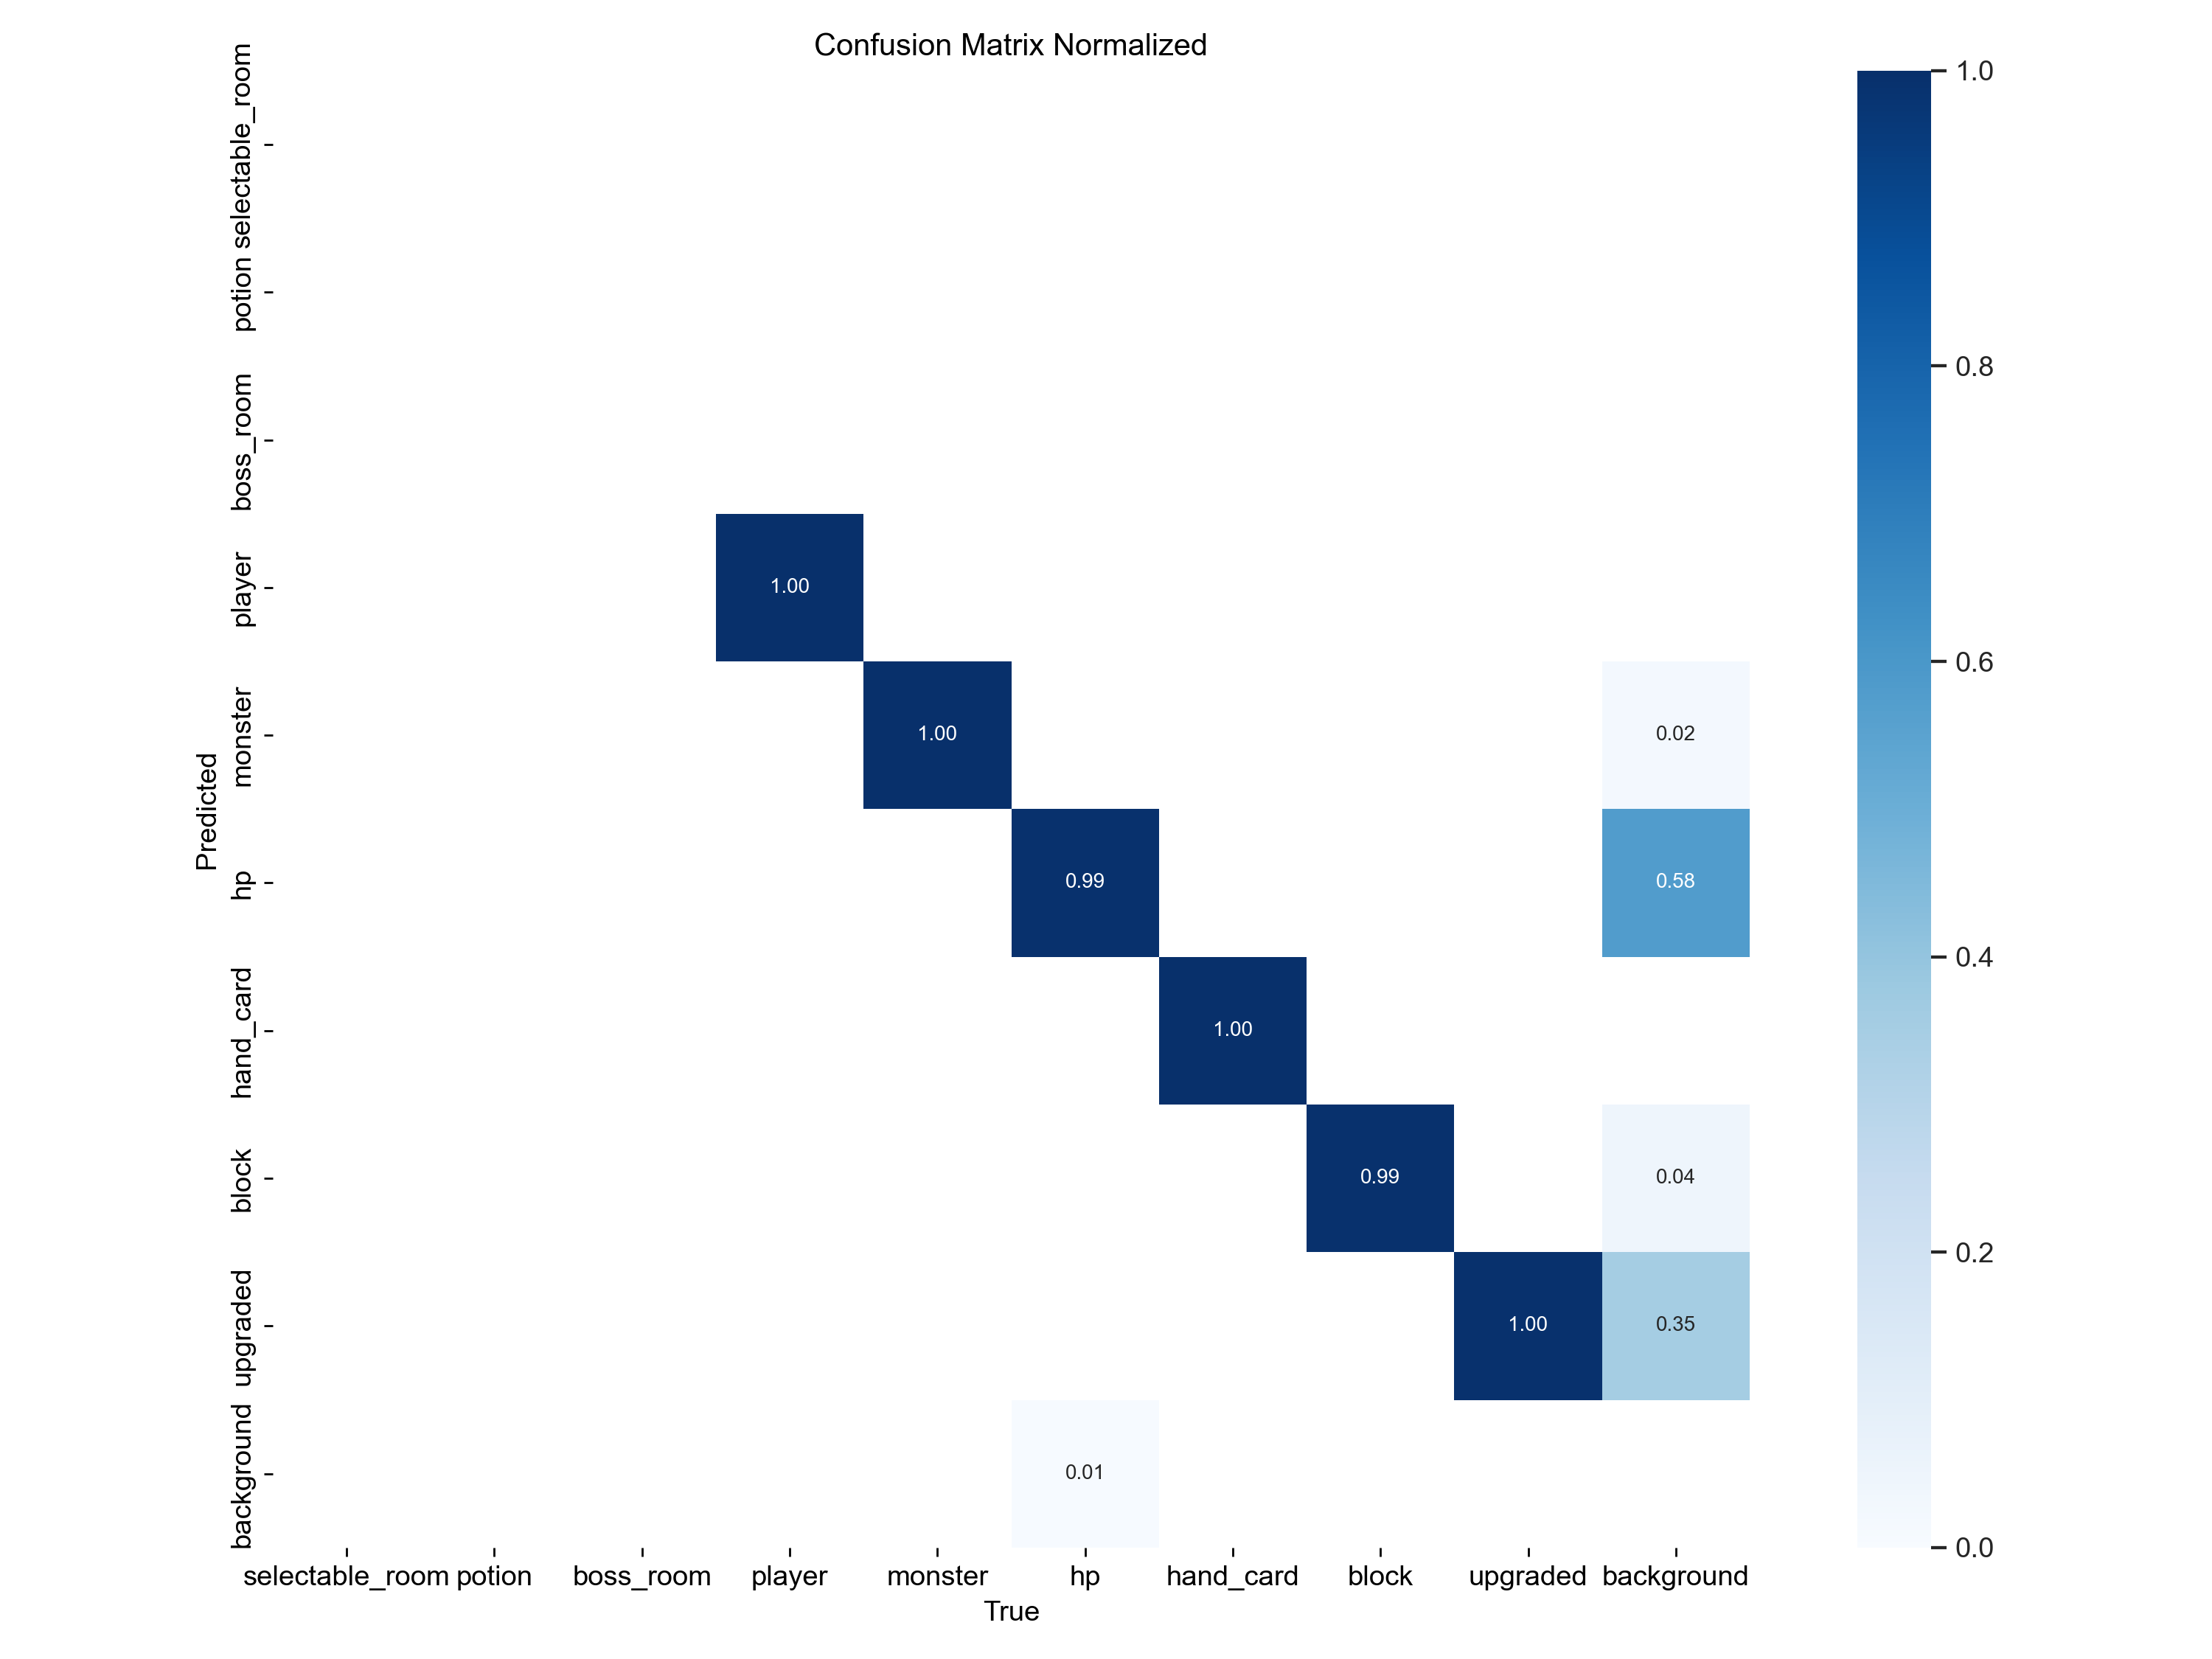 Confusion Matrix Normalized
Predicted
selectable_room
potion
boss_room
player
monster
hp
hand_card
block
upgraded
background
1.00
1.00
0.02
0.99
0.58
1.00
0.99
0.04
1.00
0.35
0.01
selectable_room potion boss_room player monster hp hand_card block upgraded background
True
1.0
0.8
0.6
0.4
0.2
0.0